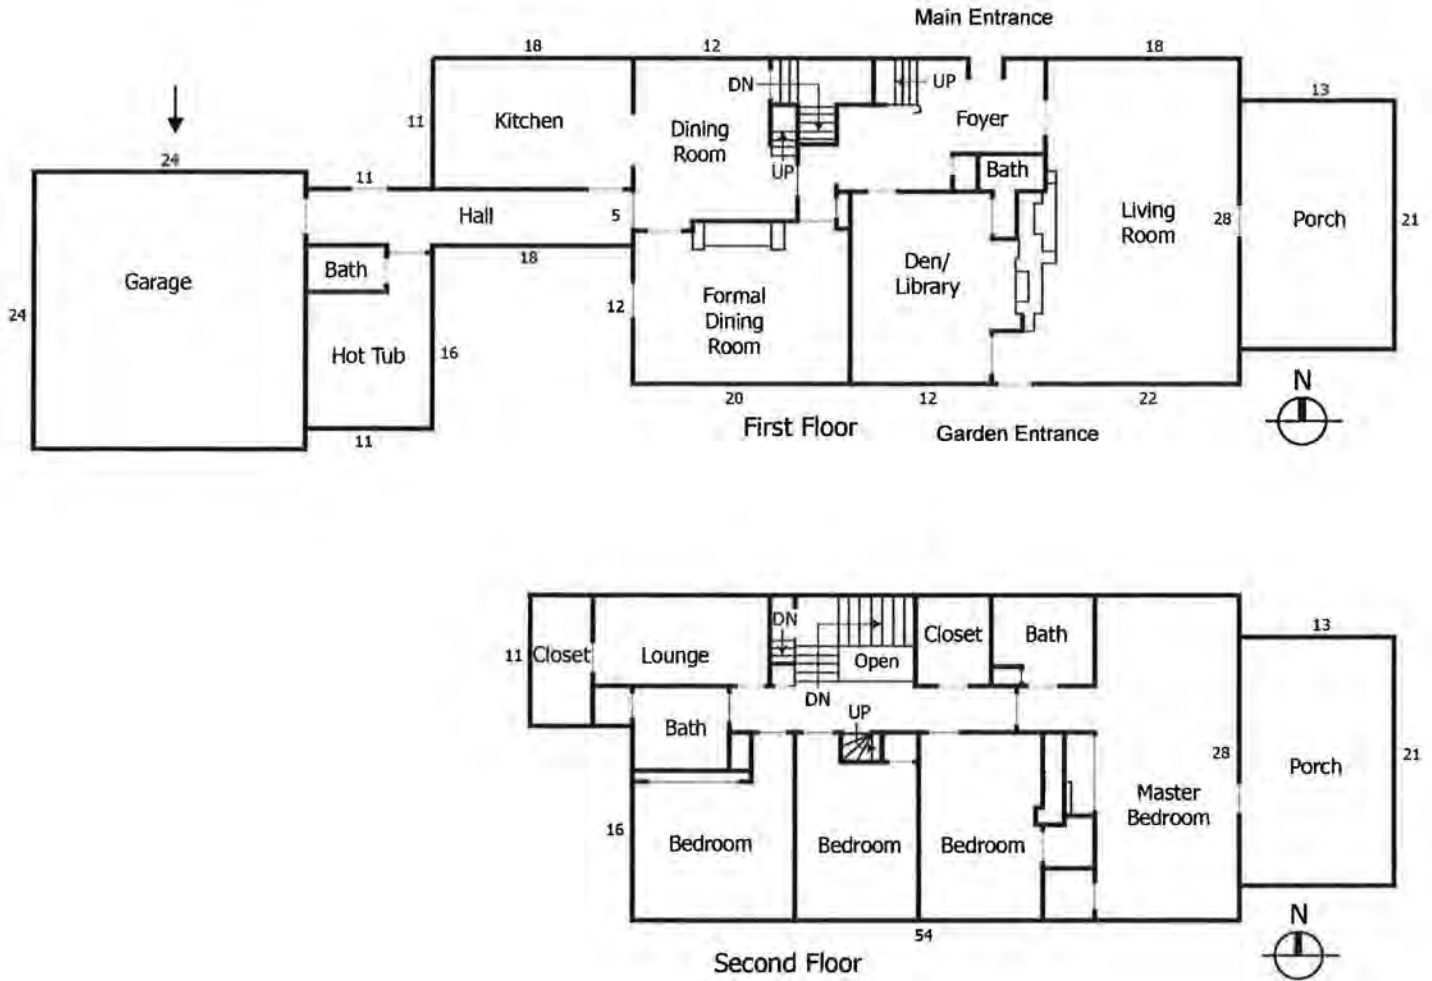 Main Entrance
18
12
18
DN
UP
13
11
Kitchen
Dining
Room
Foyer
24
11
UP
Bath
Hall
5
Living
Room
28
Porch
21
Garage
Bath
18
Den/
Library
24
12
Formal
Dining
Room
Hot Tub
16
N
20
12
22
11
First Floor
Garden Entrance
DN
13
11
Closet
Lounge
Open
Closet
Bath
DN
UP
Bath
28
Porch
21
Master
Bedroom
16
Bedroom
Bedroom
Bedroom
N
54
Second Floor